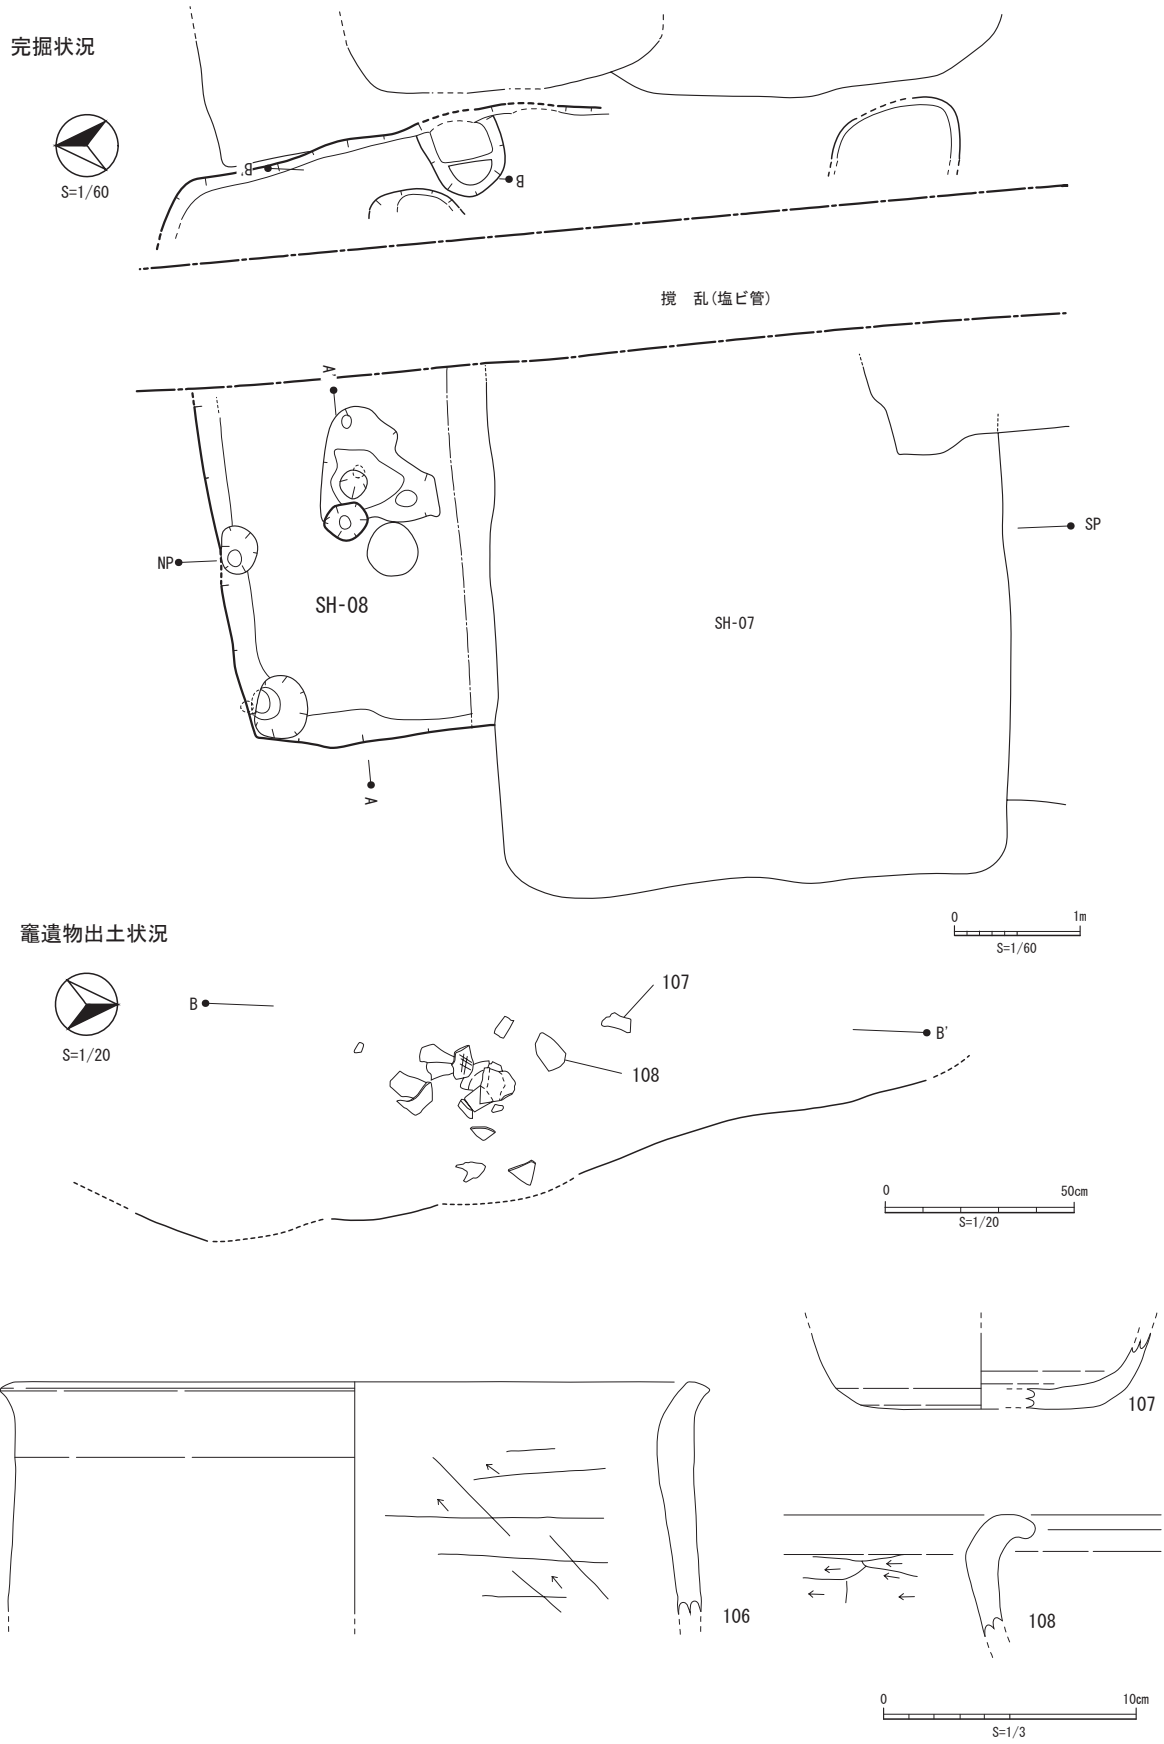 完掘状況
S=1/60
B'
B
撹　乱(塩ビ管)
A'
NP
SP
SH-08
SH-07
A
0 1m
S=1/60
竈遺物出土状況
S=1/20
B
107
B'
108
0 50cm
S=1/20
107
106
108
0 10cm
S=1/3